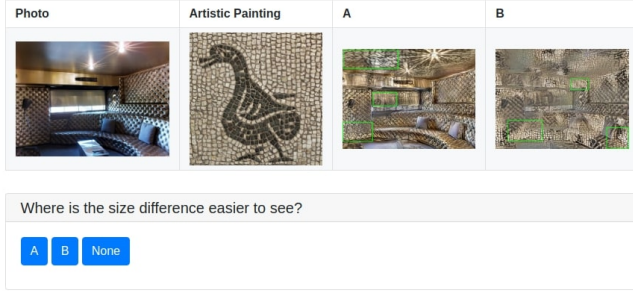 Photo Artistic Painting A B
Where is the size difference easier to see?
A B None